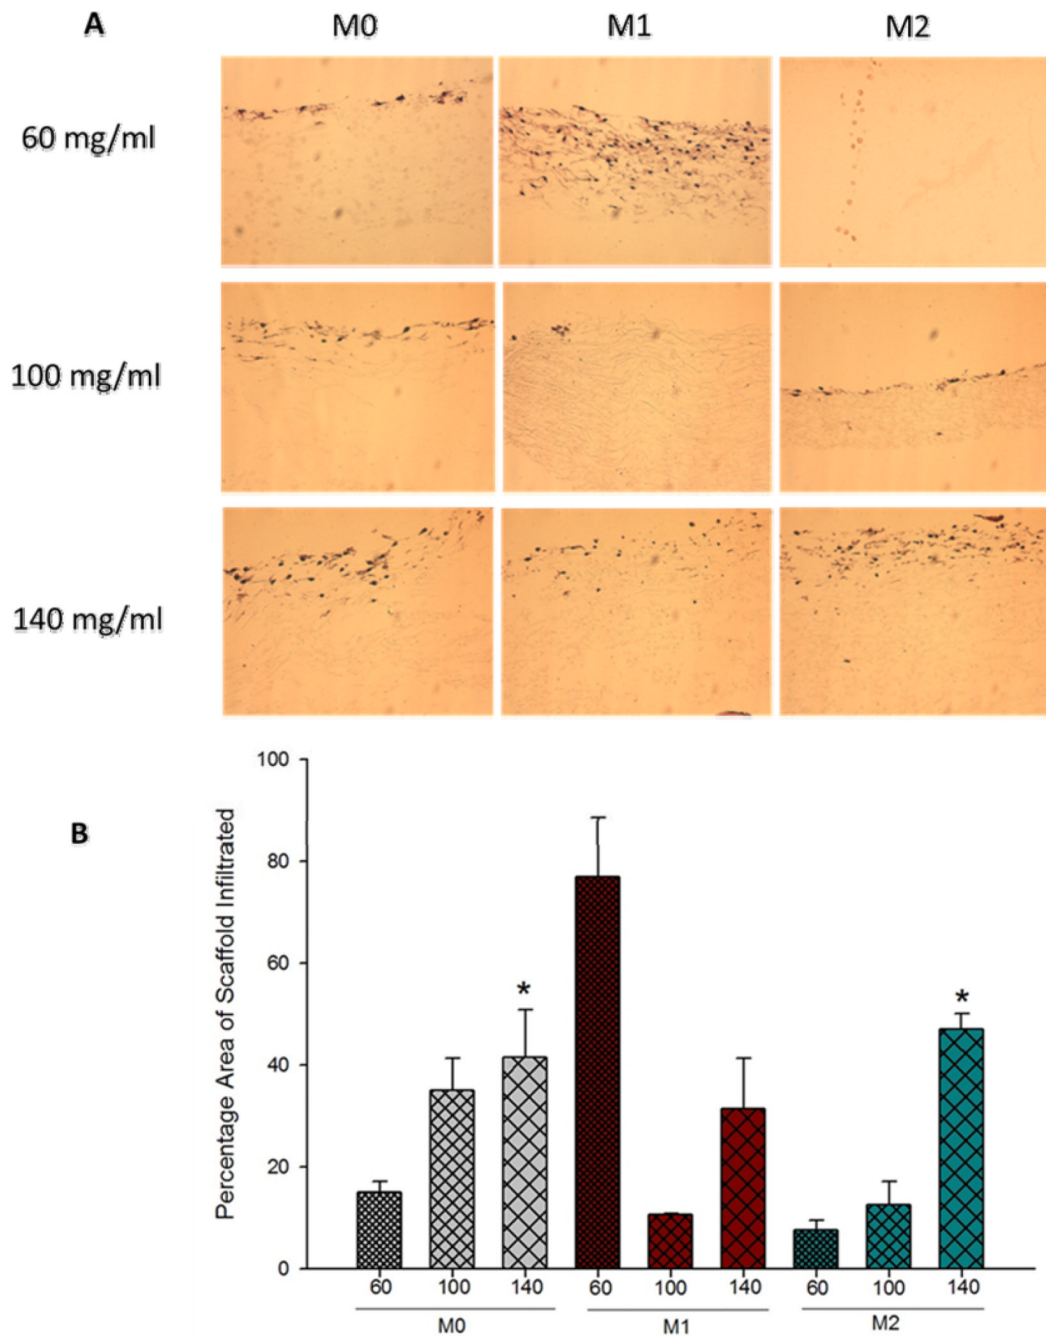 A
M0
M1
M2
60 mg/ml
100 mg/ml
140 mg/ml
B
Percentage Area of Scaffold Infiltrated
100
80
60
40
20
0
*
*
60 100 140 60 100 140 60 100 140
M0 M1 M2